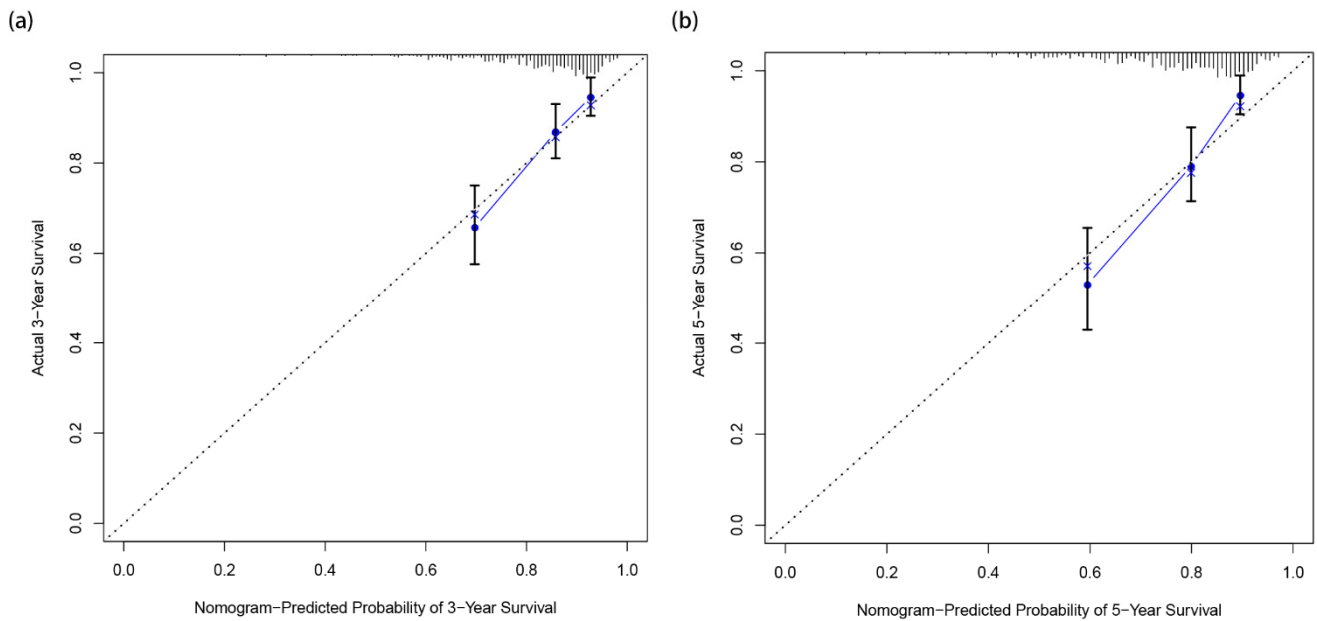 (a)
Actual 3−Year Survival
1.0
0.8
0.6
0.4
0.2
0.0
0.0 0.2 0.4 0.6 0.8 1.0
Nomogram−Predicted Probability of 3−Year Survival
(b)
Actual 5−Year Survival
1.0
0.8
0.6
0.4
0.2
0.0
0.0 0.2 0.4 0.6 0.8 1.0
Nomogram−Predicted Probability of 5−Year Survival